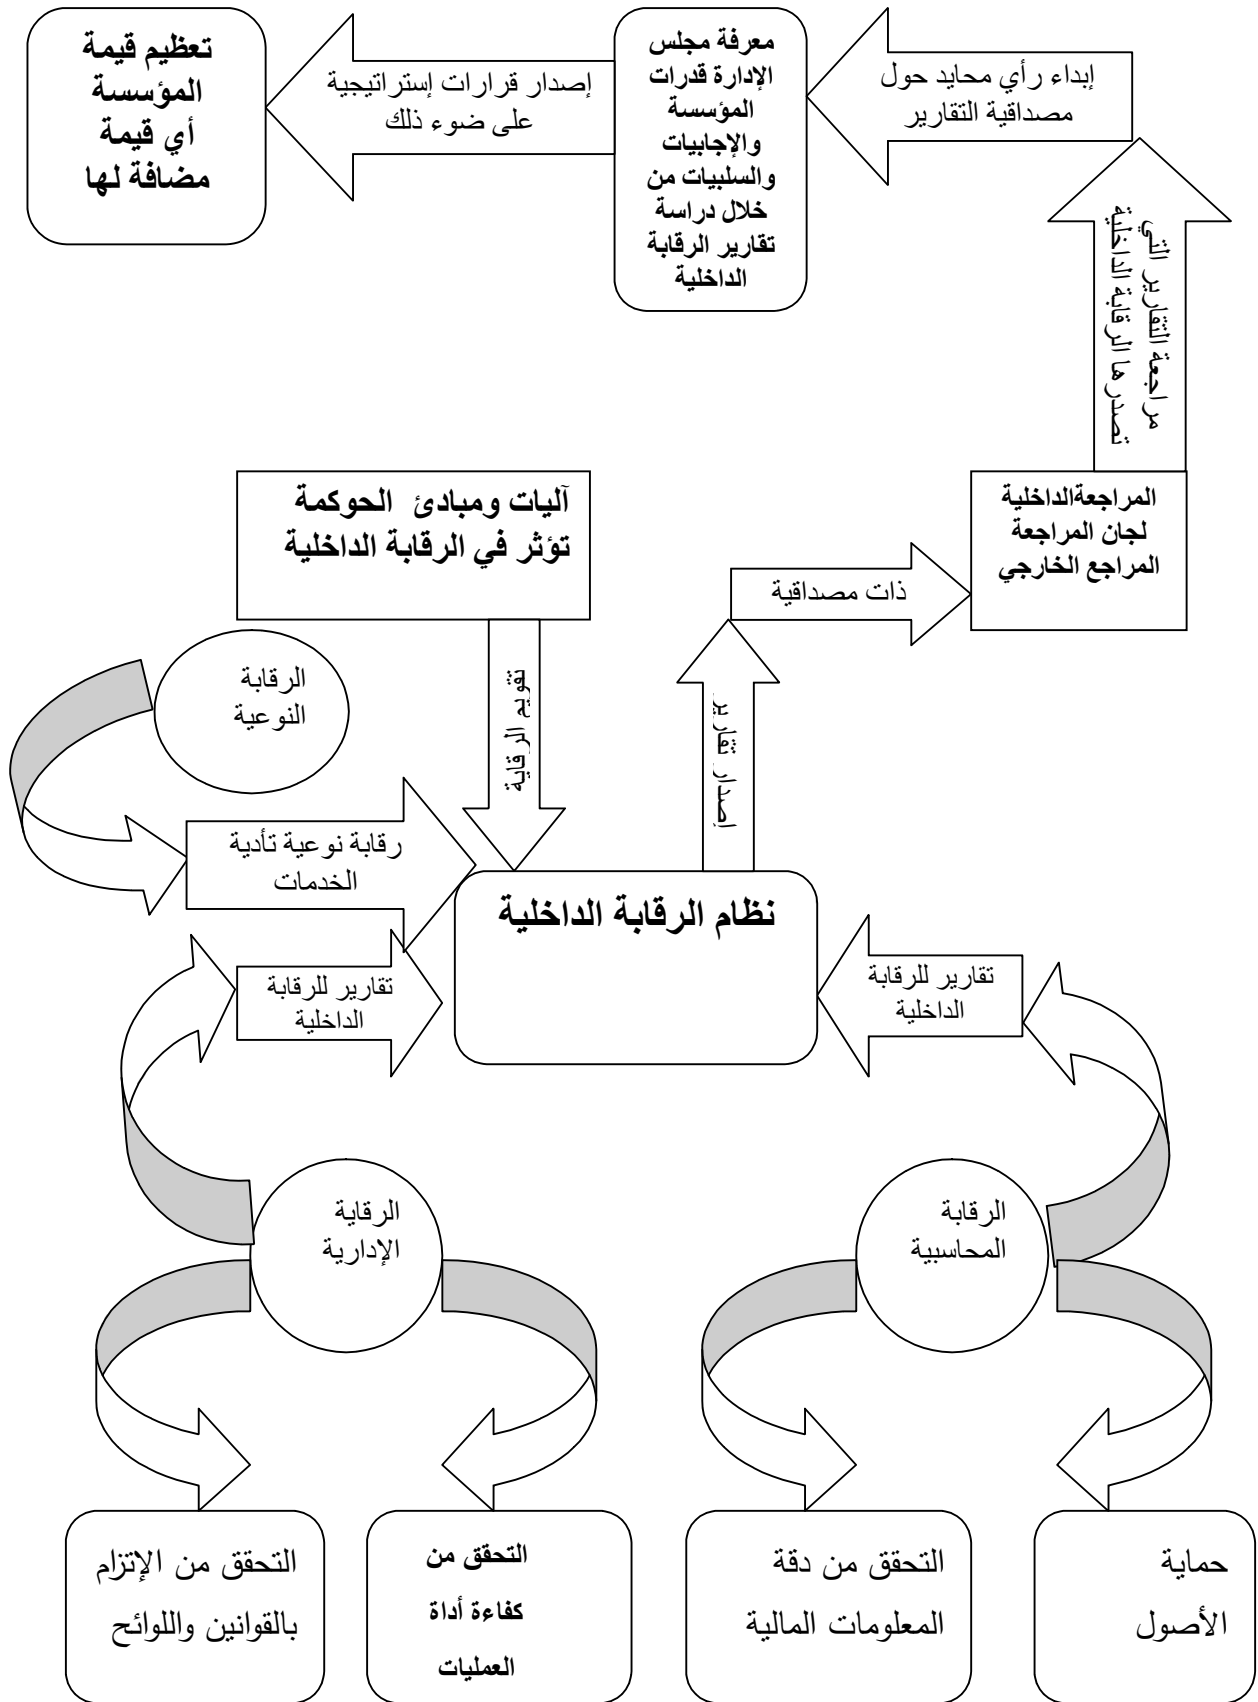 تعظيم قيمة
المؤسسة
أي قيمة
مضافة لها
إصدار قرارات إستراتيجية
على ضوء ذلك
معرفة مجلس
الإدارة قدرات
المؤسسة
والإجابيات
والسلبيات من
خلال دراسة
تقارير الرقابة
الداخلية
إبداء رأي محايد حول
مصداقية التقارير
مراجعة التقارير التي
تصدرها الرقابة الداخلية
المراجعةالداخلية
لجان المراجعة
المراجع الخارجي
ذات مصداقية
إصدار تقارير
آليات ومبادئ الحوكمة
تؤثر في الرقابة الداخلية
تقويم الرقابة
الرقابة
النوعية
رقابة نوعية تأدية
الخدمات
نظام الرقابة الداخلية
تقارير للرقابة
الداخلية
تقارير للرقابة
الداخلية
الرقابة
المحاسبية
الرقاية
الإدارية
حماية
الأصول
التحقق من دقة
المعلومات المالية
التحقق من
كفاءة أداة
العمليات
التحقق من الإتزام
بالقوانين واللوائح